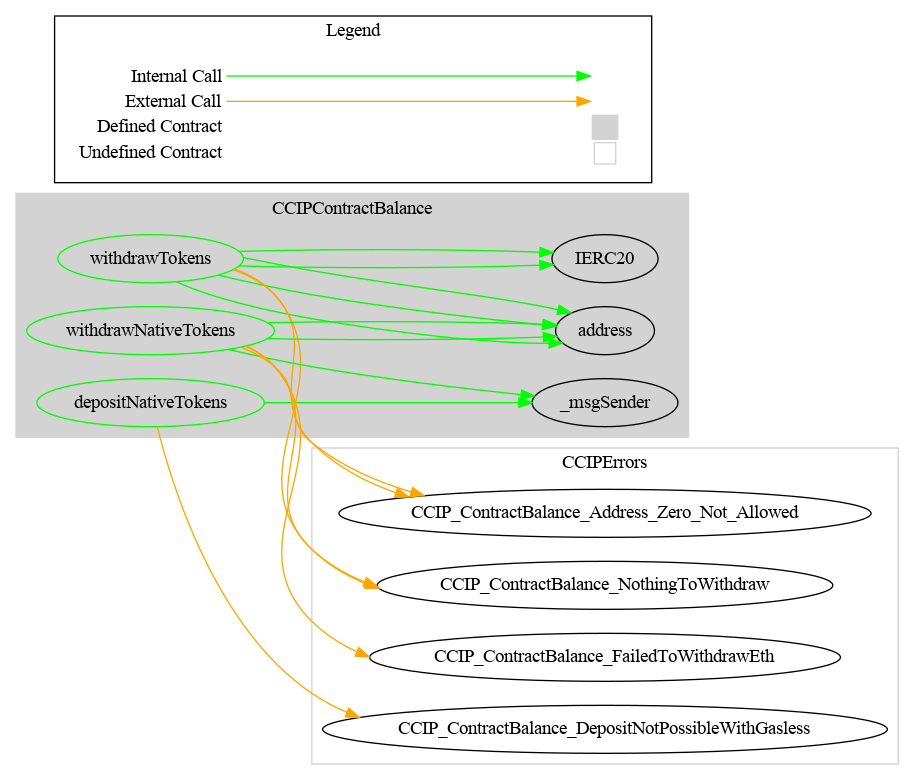 Legend
Internal Call
External Call
Defined Contract
Undefined Contract
CCIPContractBalance
withdrawTokens
IERC20
withdrawNativeTokens
address
depositNativeTokens
_msgSender
CCIPErrors
CCIP_ContractBalance_Address_Zero_Not_Allowed
CCIP_ContractBalance_NothingToWithdraw
CCIP_ContractBalance_FailedToWithdrawEth
CCIP_ContractBalance_DepositNotPossibleWithGasless